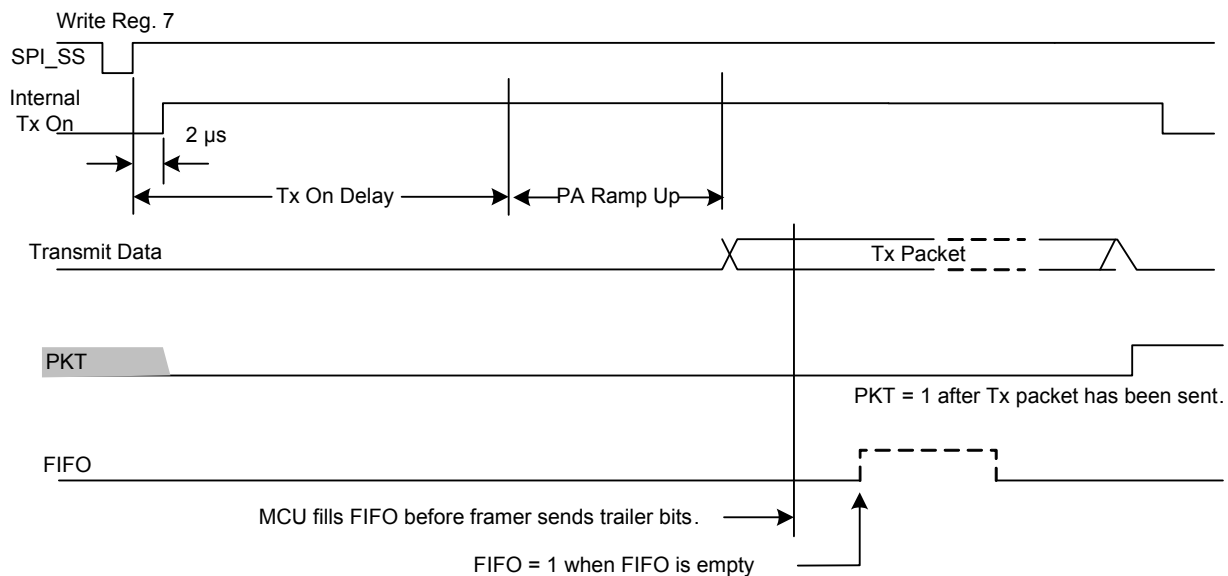 Write Reg. 7
SPI_SS
Internal
Tx On
2 µs
Tx On Delay
PA Ramp Up
Transmit Data
Tx Packet
PKT
PKT = 1 after Tx packet has been sent.
FIFO
MCU fills FIFO before framer sends trailer bits.
FIFO = 1 when FIFO is empty